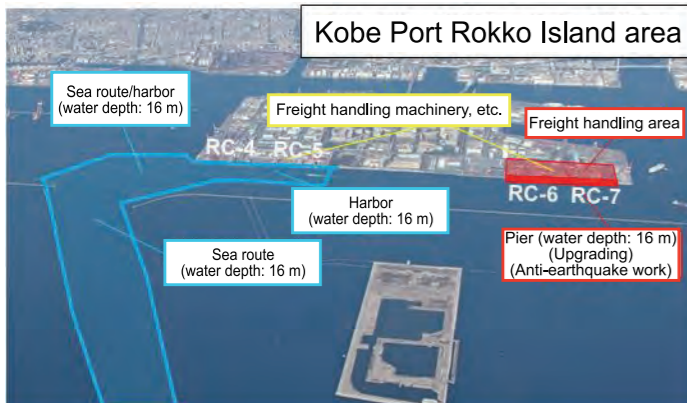 Kobe Port Rokko Island area
Sea route/harbor
(water depth: 16 m)
Freight handling machinery, etc.
Freight handling area
RC-4 RC-5
RC-6 RC-7
Harbor
(water depth: 16 m)
Sea route
(water depth: 16 m)
Pier (water depth: 16 m)
(Upgrading)
(Anti-earthquake work)